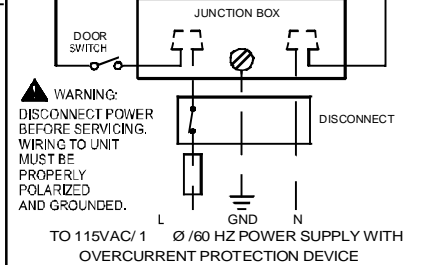 JUNCTION BOX
DOOR
SWITCH
WARNING:
DISCONNECT POWER
BEFORE SERVICING.
WIRING TO UNIT
MUST BE
PROPERLY
POLARIZED
AND GROUNDED.
DISCONNECT
L GND N
TO 115VAC/ 1 Ø /60 HZ POWER SUPPLY WITH
OVERCURRENT PROTECTION DEVICE